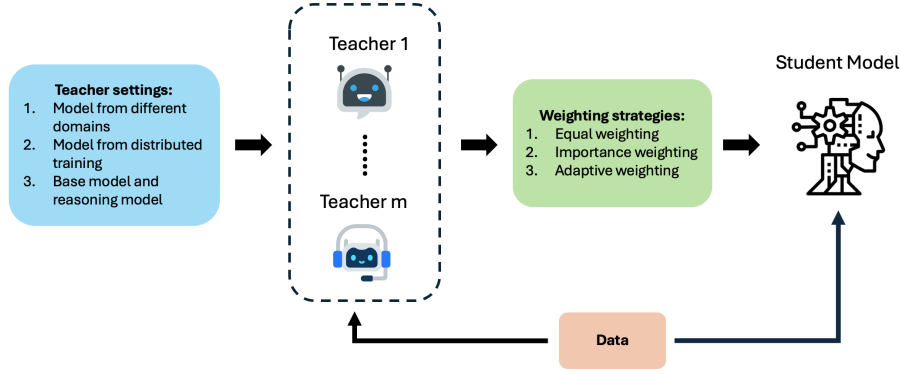 Teacher settings:
1. Model from different
domains
2. Model from distributed
training
3. Base model and
reasoning model
Teacher 1
Teacher m
Weighting strategies:
1. Equal weighting
2. Importance weighting
3. Adaptive weighting
Student Model
Data